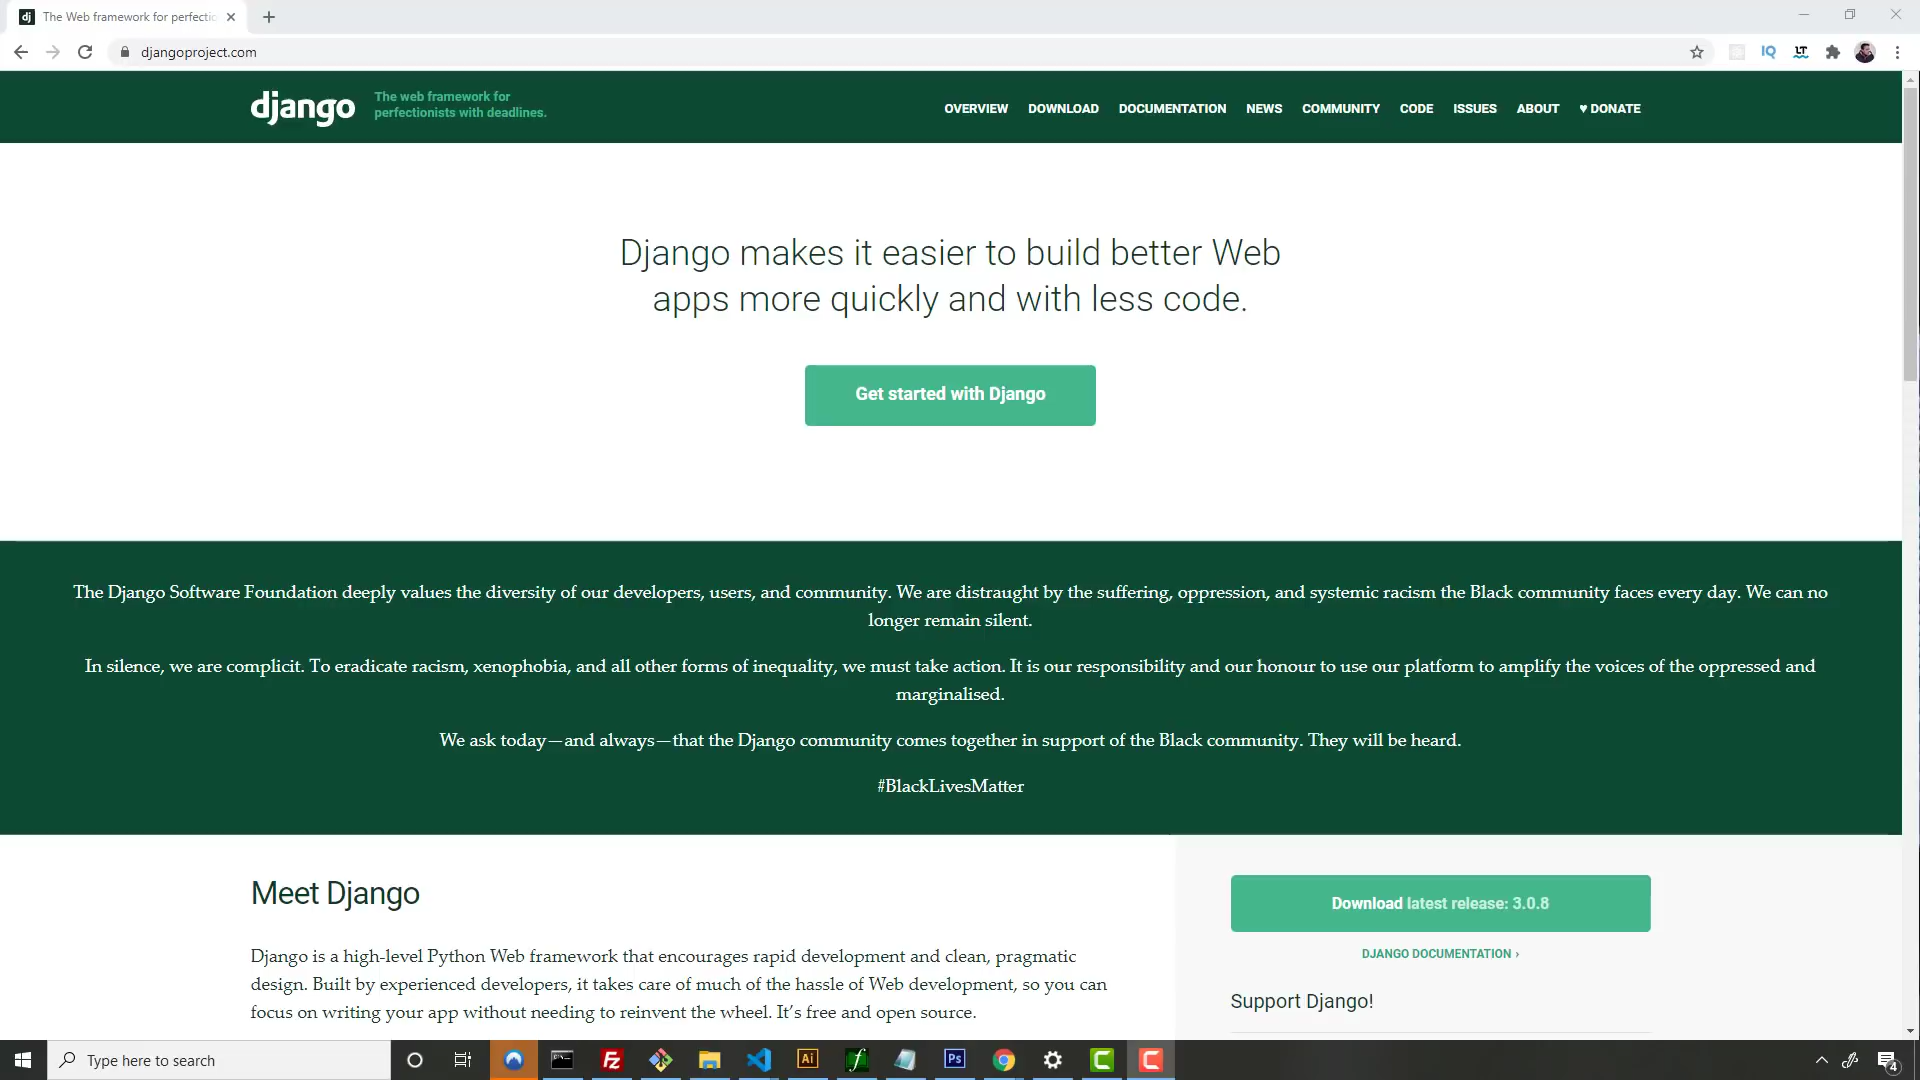 The Web framework for perfectio
djangoproject.com
IQ
LT
django
The web framework for
perfectionists with deadlines.
OVERVIEW DOWNLOAD DOCUMENTATION NEWS COMMUNITY CODE ISSUES ABOUT ♥ DONATE
Django makes it easier to build better Web
apps more quickly and with less code.
Get started with Django
The Django Software Foundation deeply values the diversity of our developers, users, and community. We are distraught by the suffering, oppression, and systemic racism the Black community faces every day. We can no
longer remain silent.
In silence, we are complicit. To eradicate racism, xenophobia, and all other forms of inequality, we must take action. It is our responsibility and our honour to use our platform to amplify the voices of the oppressed and
marginalised.
We ask today—and always—that the Django community comes together in support of the Black community. They will be heard.
#BlackLivesMatter
Meet Django
Django is a high-level Python Web framework that encourages rapid development and clean, pragmatic
design. Built by experienced developers, it takes care of much of the hassle of Web development, so you can
focus on writing your app without needing to reinvent the wheel. It’s free and open source.
Download latest release: 3.0.8
DJANGO DOCUMENTATION ›
Support Django!
Type here to search
Fz
Ai
f
Ps
4